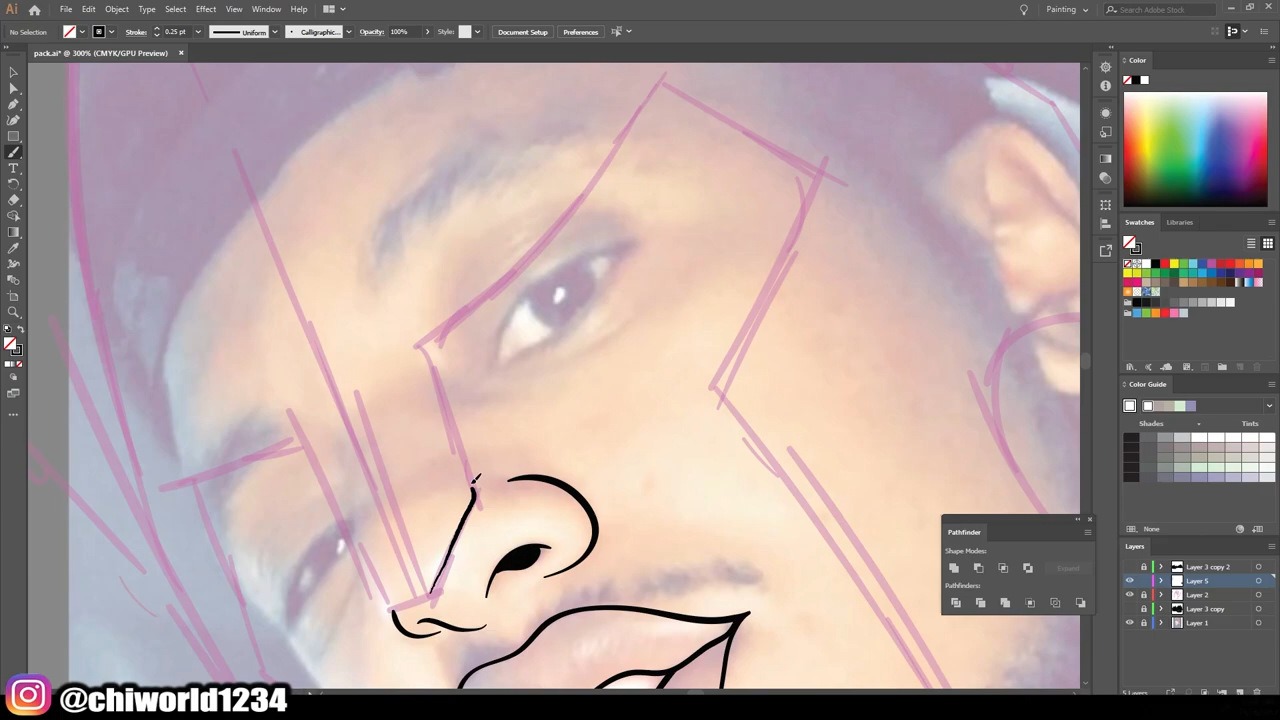 Ai File Edit Object Type Select Effect View Window Help Painting Search Adobe Stock
No Selection Stroke: 0.25 pt Uniform Calligraphic... Opacity: 100% Style: Document Setup Preferences
pack.ai* @ 300% (CMYK/GPU Preview)
Color
Swatches Libraries
Color Guide
Shades Tints
None
Pathfinder
Shape Modes:
Expand
Pathfinders:
Layers
Layer 3 copy 2
Layer 5
Layer 2
Layer 3 copy
Layer 1
5 Layers
@chiworld1234